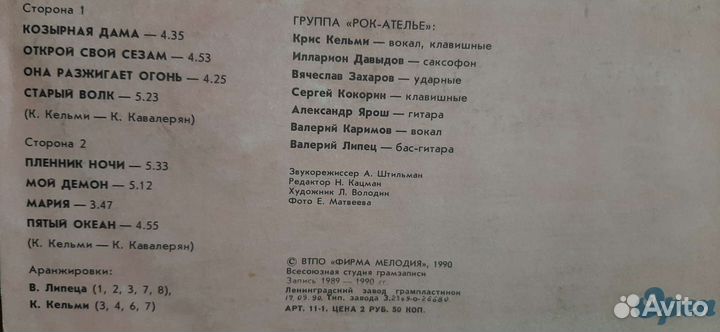 Сторона 1
КОЗЫРНАЯ ДАМА — 4.35
ОТКРОЙ СВОЙ СЕЗАМ — 4.53
ОНА РАЗЖИГАЕТ ОГОНЬ — 4.25
СТАРЫЙ ВОЛК — 5.23
(К. Кельми — К. Кавалерян)
Сторона 2
ПЛЕННИК НОЧИ — 5.33
МОЙ ДЕМОН — 5.12
МАРИЯ — 3.47
ПЯТЫЙ ОКЕАН — 4.55
(К. Кельми — К. Кавалерян)
Аранжировки:
В. Липеца (1, 2, 3, 7, 8),
К. Кельми (3, 4, 6, 7)
ГРУППА «РОК-АТЕЛЬЕ»:
Крис Кельми — вокал, клавишные
Илларион Давыдов — саксофон
Вячеслав Захаров — ударные
Сергей Кокорин — клавишные
Александр Ярош — гитара
Валерий Каримов — вокал
Валерий Липец — бас-гитара
Звукорежиссер А. Штильман
Редактор Н. Кацман
Художник Л. Володин
Фото Е. Матвеева
© ВТПО «ФИРМА МЕЛОДИЯ», 1990
Всесоюзная студия грамзаписи
Запись 1989 — 1990 гг.
Ленинградский завод грампластинок
Тип. завода
АРТ. 11-1. ЦЕНА 2 РУБ. 50 КОП.
Avito